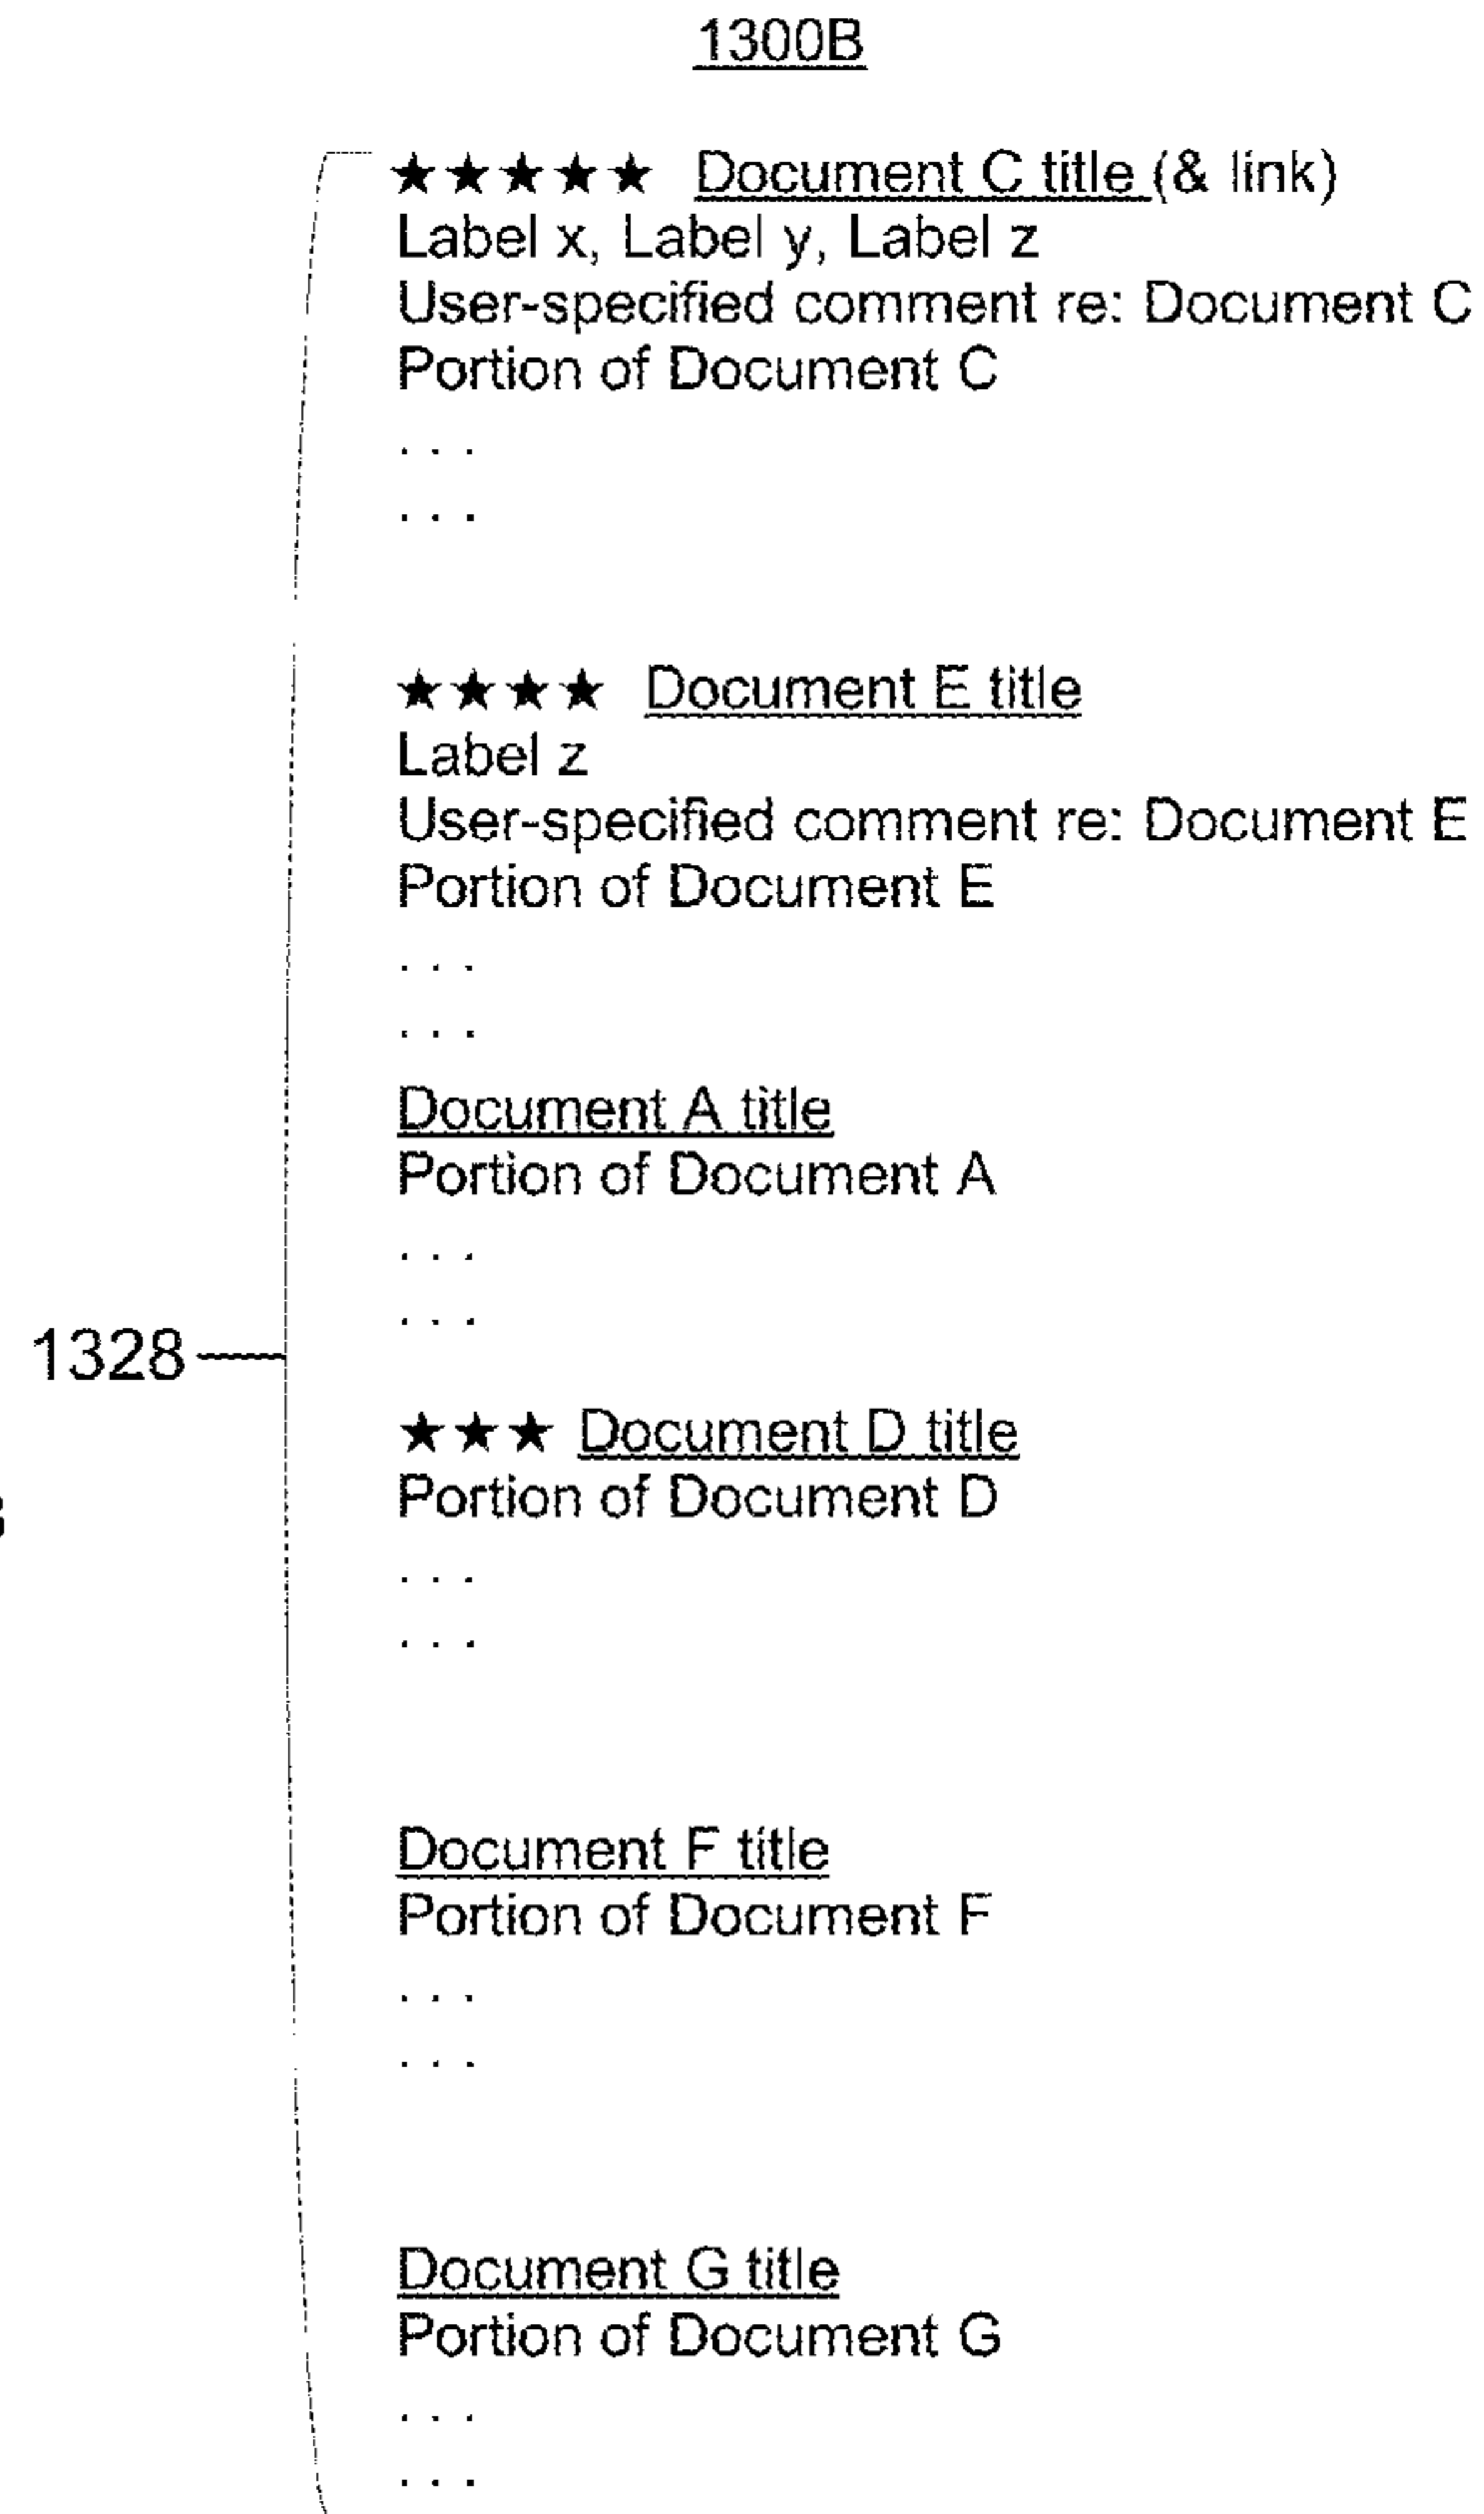 1300B
★★★★★ Document C title (& link)
Label x, Label y, Label z
User-specified comment re: Document C
Portion of Document C
. . .
. . .
★★★★ Document E title
Label z
User-specified comment re: Document E
Portion of Document E
. . .
. . .
Document A title
Portion of Document A
. . .
. . .
1328
★★★ Document D title
Portion of Document D
. . .
. . .
Document F title
Portion of Document F
. . .
. . .
Document G title
Portion of Document G
. . .
. . .